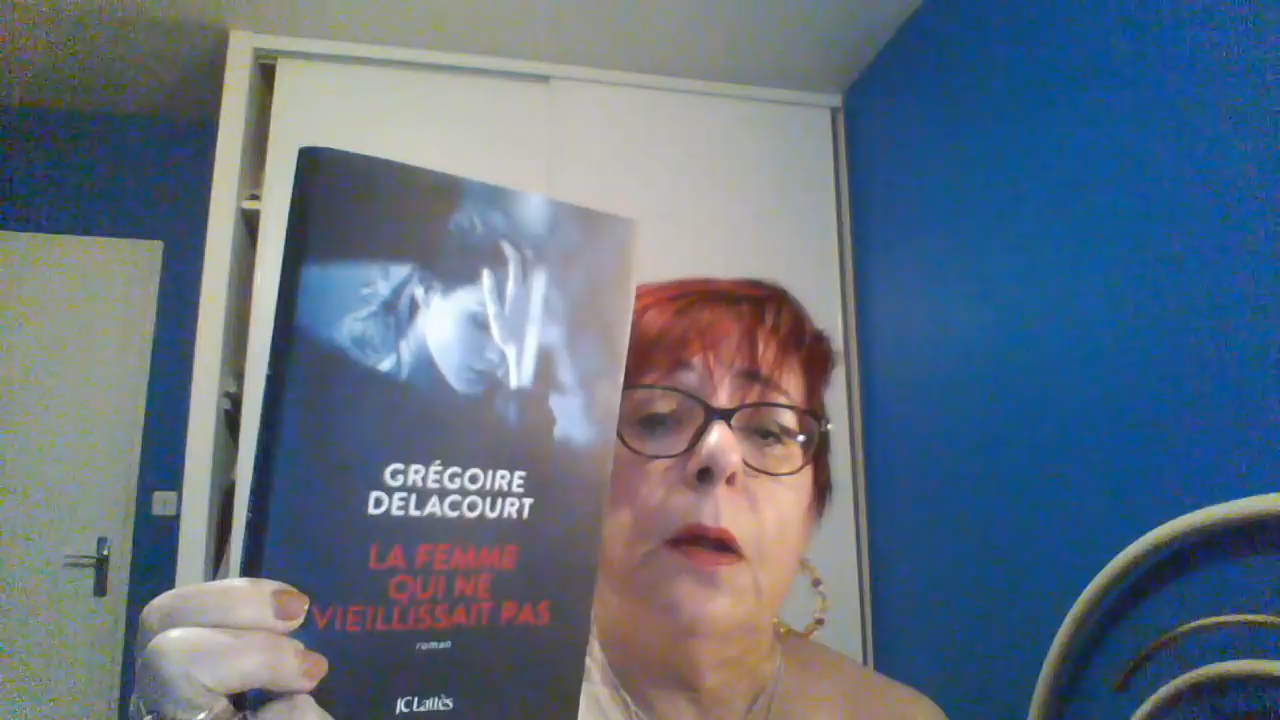 GRÉGOIRE
DELACOURT
LA FEMME
QUI NE
VIEILLISSAIT PAS
roman
JC Lattès